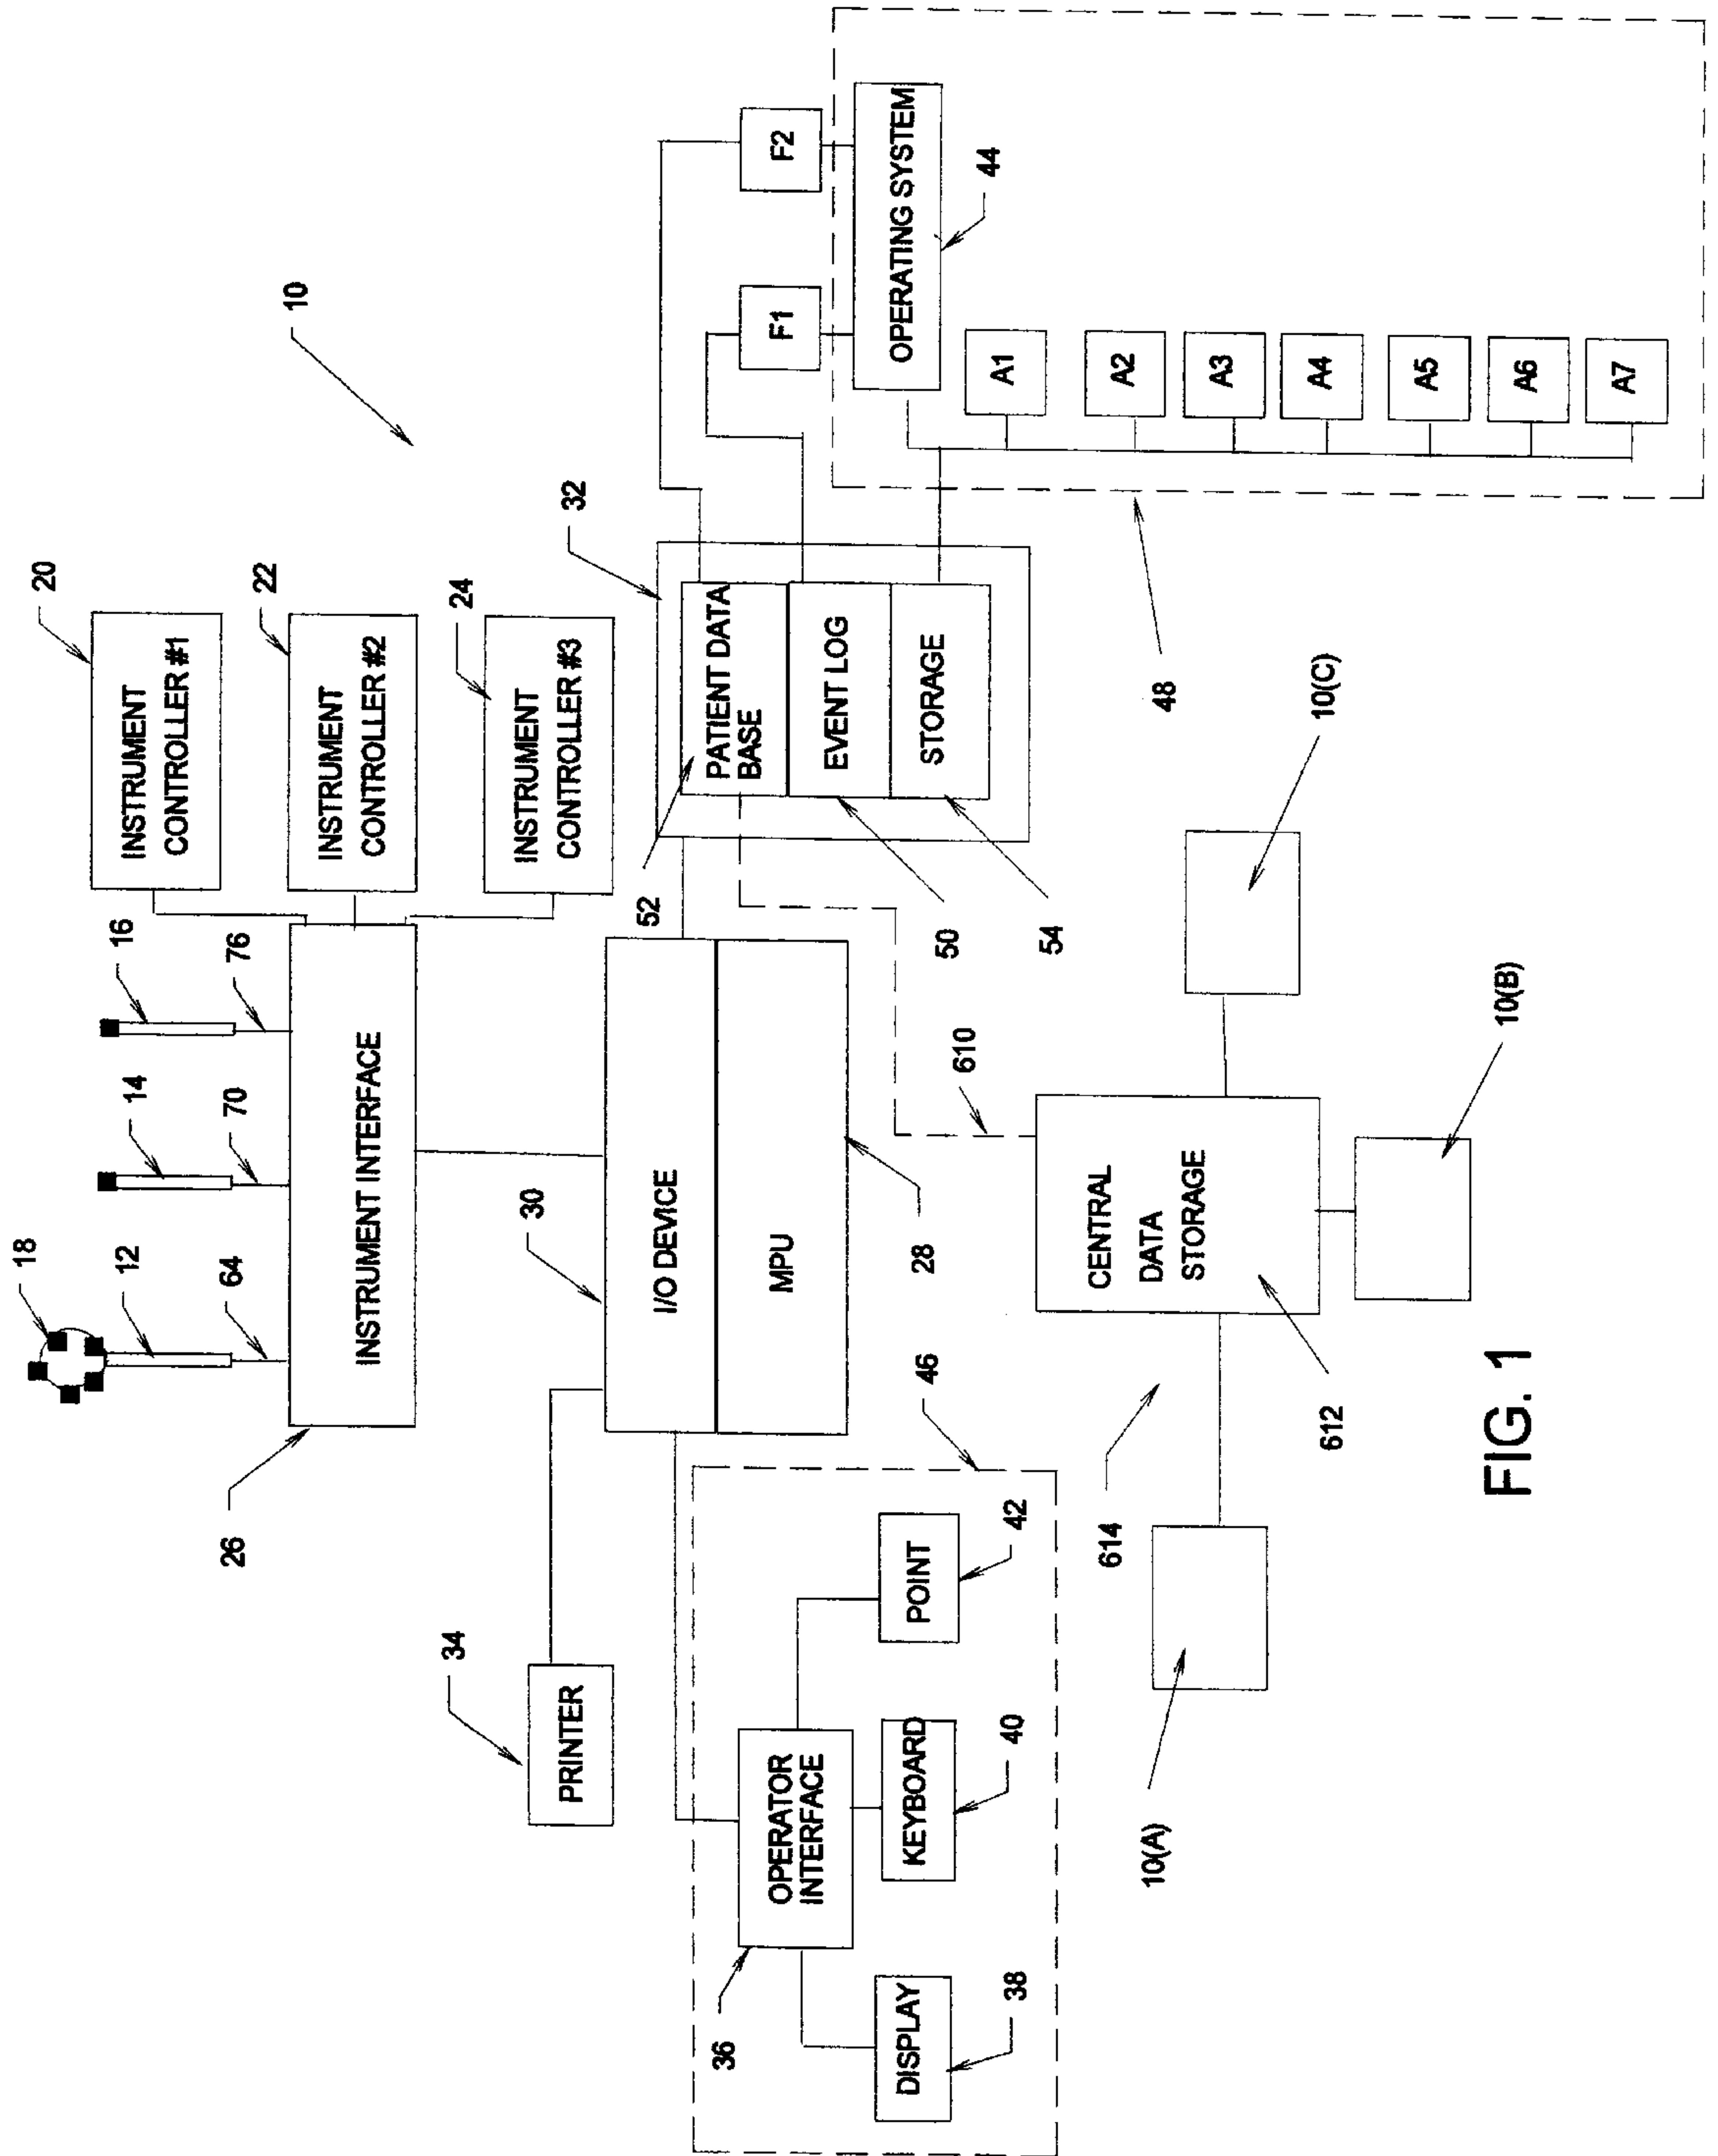 18
12
64
14
70
16
76
26
INSTRUMENT INTERFACE
20
INSTRUMENT
CONTROLLER #1
22
INSTRUMENT
CONTROLLER #2
24
INSTRUMENT
CONTROLLER #3
10
34
PRINTER
30
I/O DEVICE
MPU
28
32
52
PATIENT DATA
BASE
EVENT LOG
STORAGE
50
54
F1
F2
OPERATING SYSTEM
44
A1
A2
A3
A4
A5
A6
A7
48
46
36
OPERATOR
INTERFACE
DISPLAY
38
KEYBOARD
40
POINT
42
610
CENTRAL
DATA
STORAGE
612
614
10(A)
10(B)
10(C)
FIG. 1